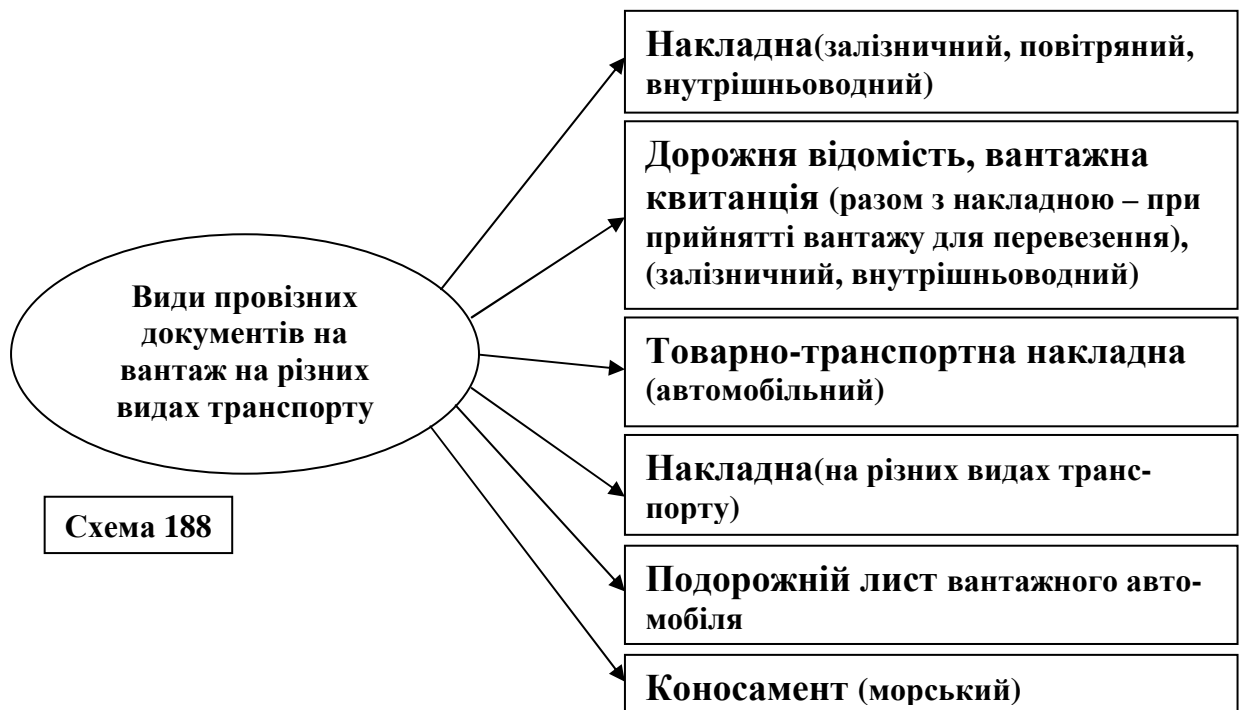 Види провізних
документів на
вантаж на різних
видах транспорту
Схема 188
Накладна(залізничний, повітряний,
внутрішньоводний)
Дорожня відомість, вантажна
квитанція (разом з накладною – при
прийнятті вантажу для перевезення),
(залізничний, внутрішньоводний)
Товарно-транспортна накладна
(автомобільний)
Накладна(на різних видах транс-
порту)
Подорожній лист вантажного авто-
мобіля
Коносамент (морський)